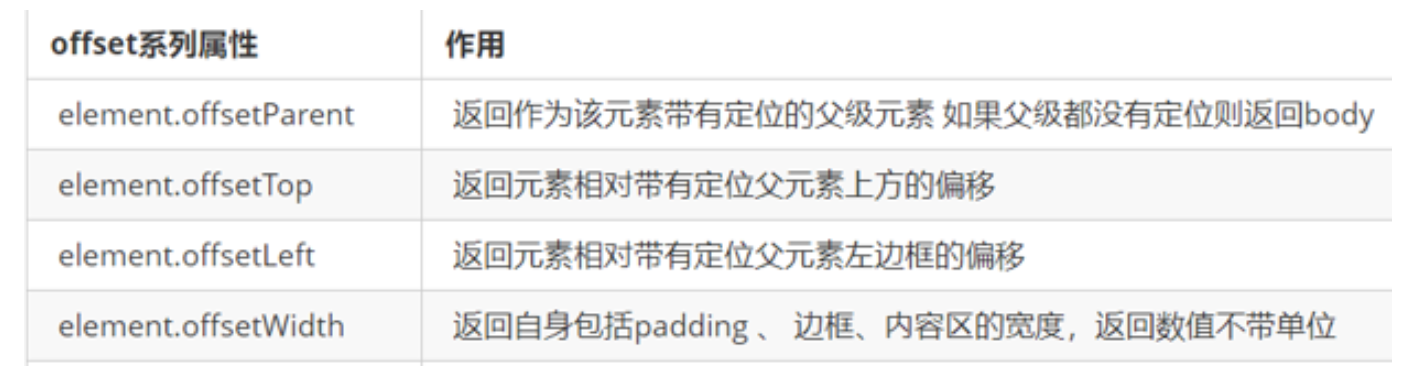 offset系列属性 作用
element.offsetParent 返回作为该元素带有定位的父级元素 如果父级都没有定位则返回body
element.offsetTop 返回元素相对带有定位父元素上方的偏移
element.offsetLeft 返回元素相对带有定位父元素左边框的偏移
element.offsetWidth 返回自身包括padding 、 边框、内容区的宽度，返回数值不带单位